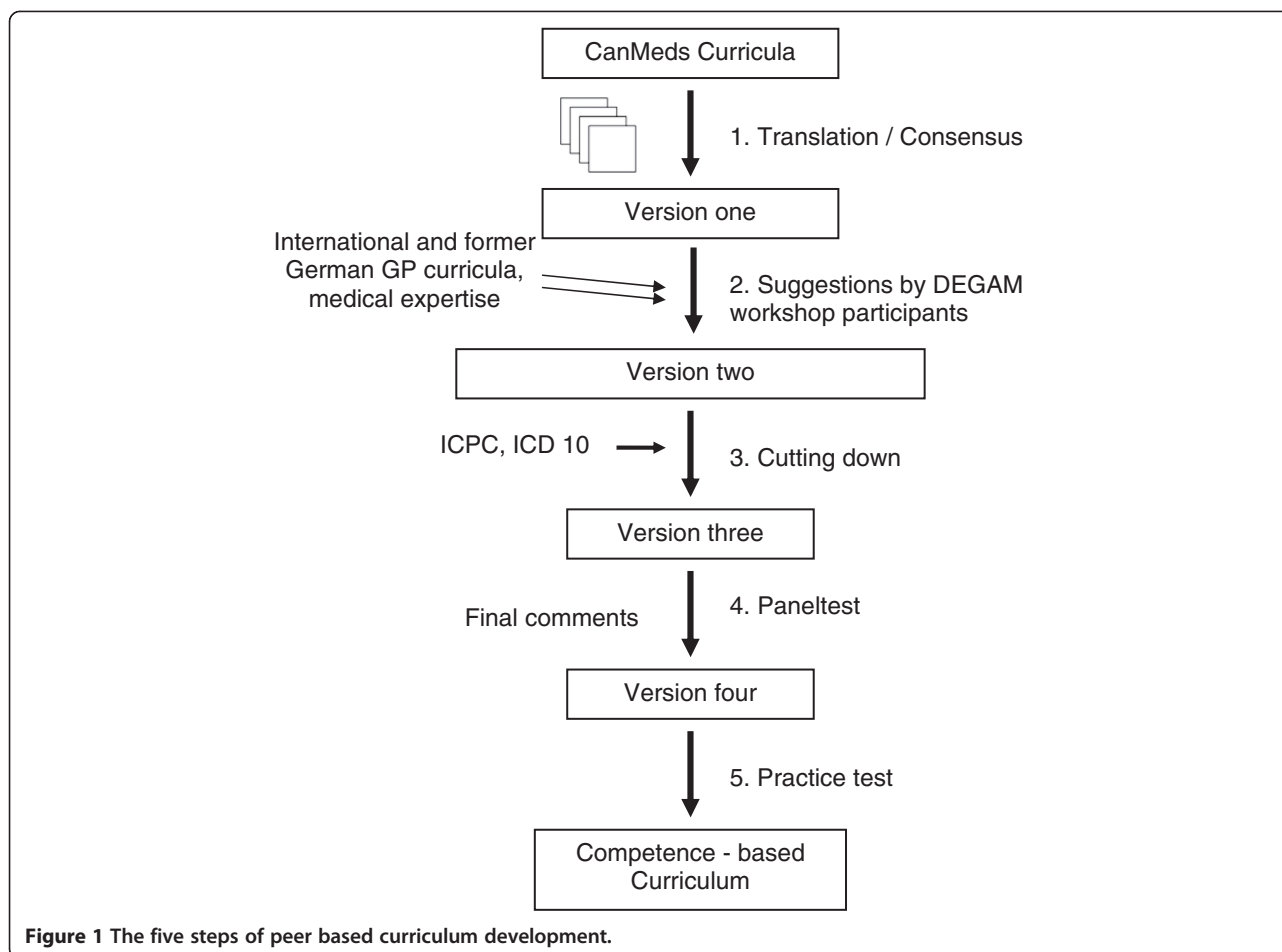 CanMeds Curricula
1. Translation / Consensus
Version one
International and former
German GP curricula,
medical expertise
2. Suggestions by DEGAM
workshop participants
Version two
ICPC, ICD 10
3. Cutting down
Version three
Final comments
4. Paneltest
Version four
5. Practice test
Competence - based
Curriculum
Figure 1 The five steps of peer based curriculum development.